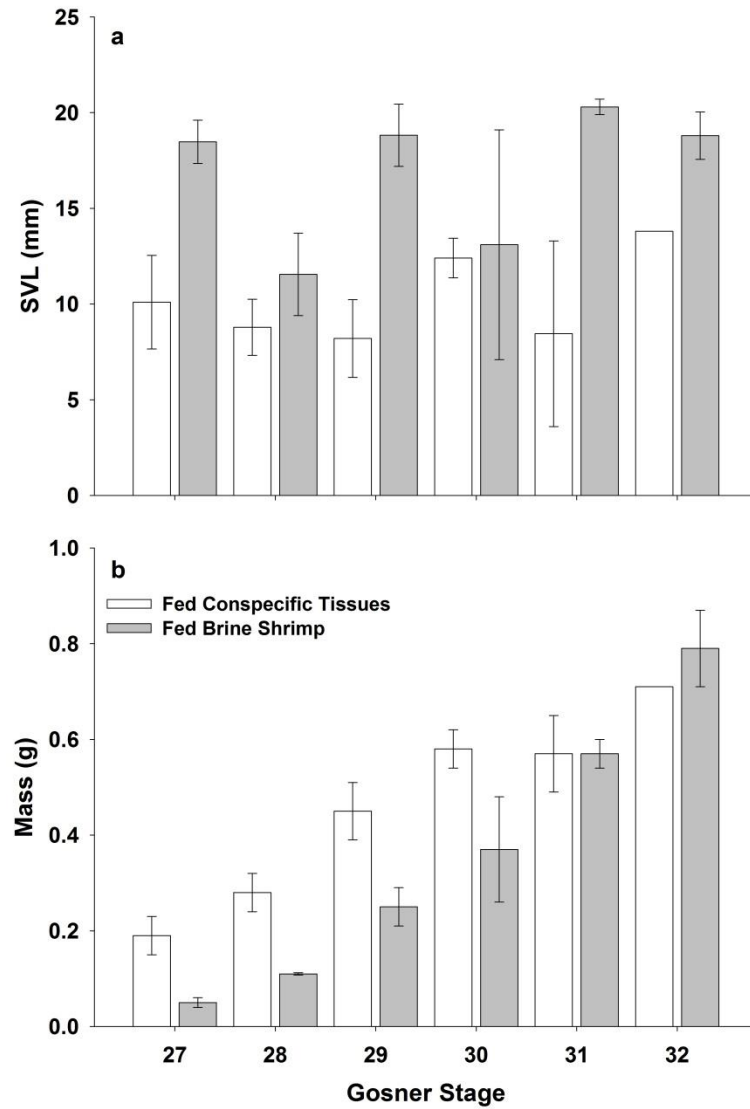 a
25
20
15
10
5
0
SVL (mm)
b
1.0
0.8
0.6
0.4
0.2
0.0
Mass (g)
Fed Conspecific Tissues
Fed Brine Shrimp
27 28 29 30 31 32
Gosner Stage